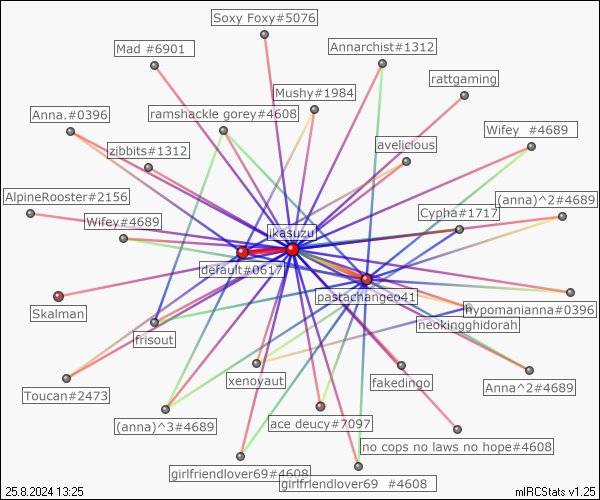 Soxy Foxy#5076
Mad #6901
Annarchist#1312
rattgaming
Mushy#1984
Anna.#0396
ramshackle gorey#4608
Wifey  #4689
zibbits#1312
avelicious
AlpineRooster#2156
(anna)^2#4689
Wifey#4689
Cypha#1717
ikasuzu
default#0617
pastachangeo41
Skalman
hypomanianna#0396
neokingghidorah
frisout
xenoyaut
fakedingo
Anna^2#4689
Toucan#2473
(anna)^3#4689
ace deucy#7097
no cops no laws no hope#4608
girlfriendlover69#4608
girlfriendlover69  #4608
25.8.2024 13:25
mIRCStats v1.25